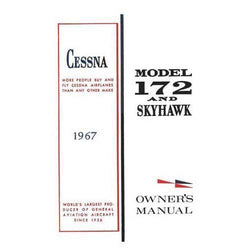 CESSNA
MORE PEOPLE BUY AND
FLY CESSNA AIRPLANES
THAN ANY OTHER MAKE
1967
WORLD'S LARGEST PRO-
DUCER OF GENERAL
AVIATION AIRCRAFT
SINCE 1956
MODEL
172
AND
SKYHAWK
OWNER'S
MANUAL